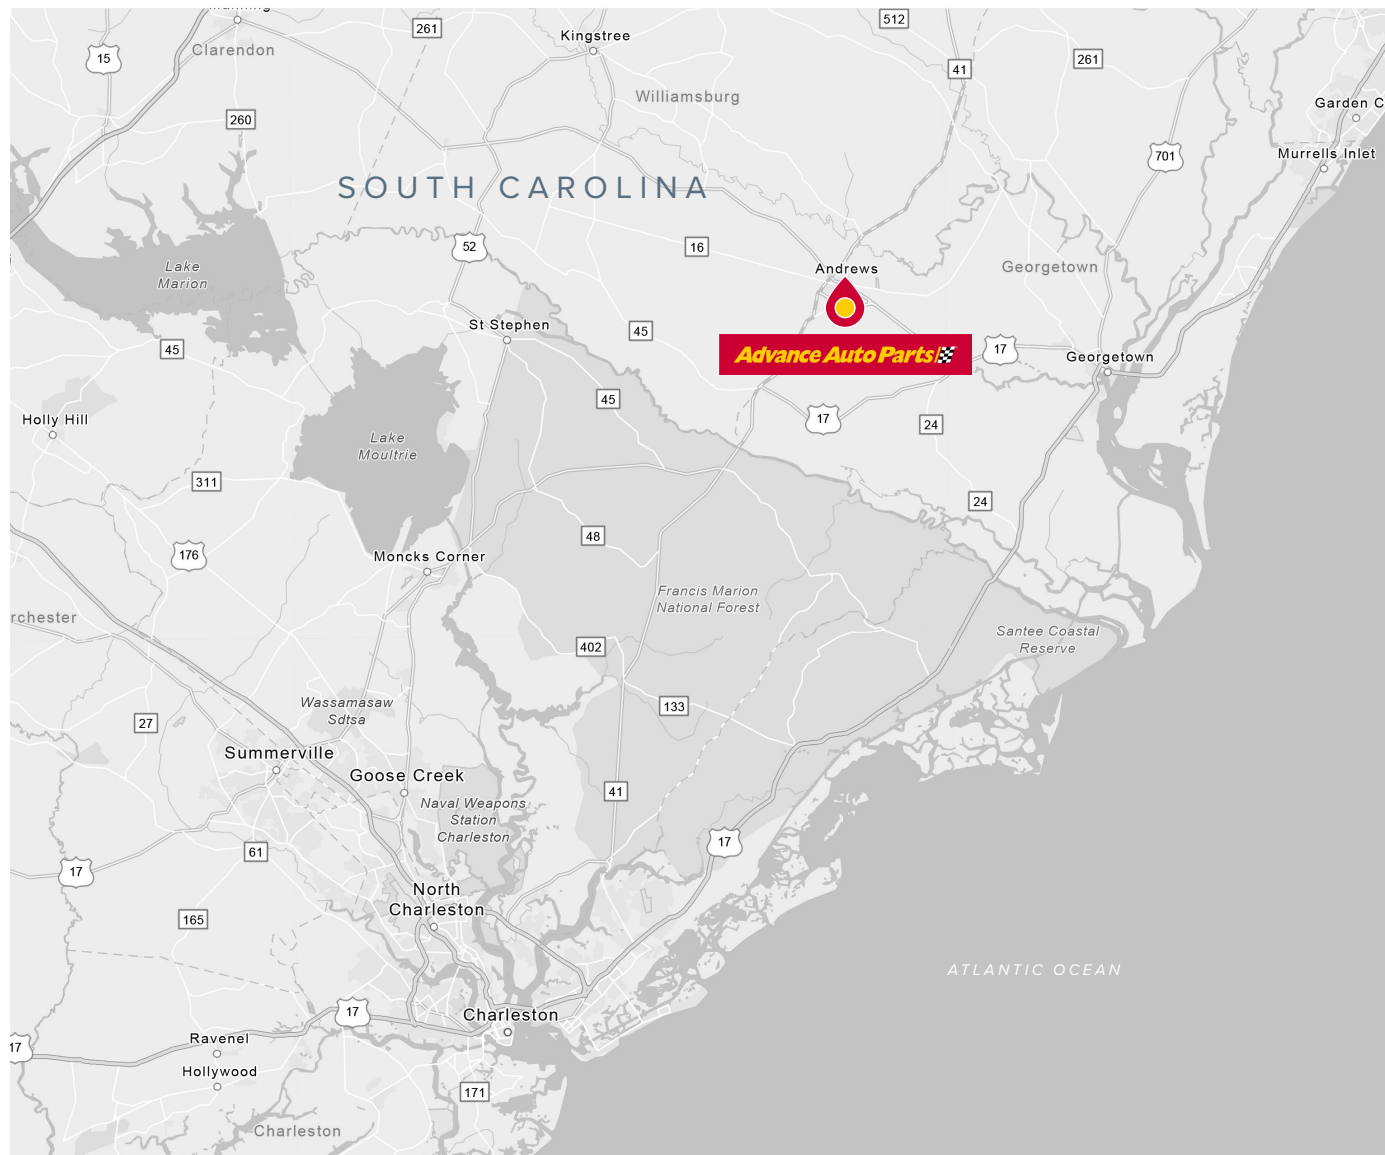 Manning
261
512
Kingstree
15
Clarendon
41
261
Williamsburg
Garden C
260
701
Murrells Inlet
SOUTH CAROLINA
52
16
Lake
Marion
Andrews
Georgetown
St Stephen
45
45
17
Advance Auto Parts
Georgetown
45
17
24
Holly Hill
Lake
Moultrie
311
24
48
176
Moncks Corner
Francis Marion
National Forest
rchester
402
Santee Coastal
Reserve
Wassamasaw
Sdtsa
133
27
Summerville
Goose Creek
41
Naval Weapons
Station
Charleston
17
61
17
North
Charleston
165
ATLANTIC OCEAN
17
Charleston
Ravenel
17
Hollywood
171
Charleston